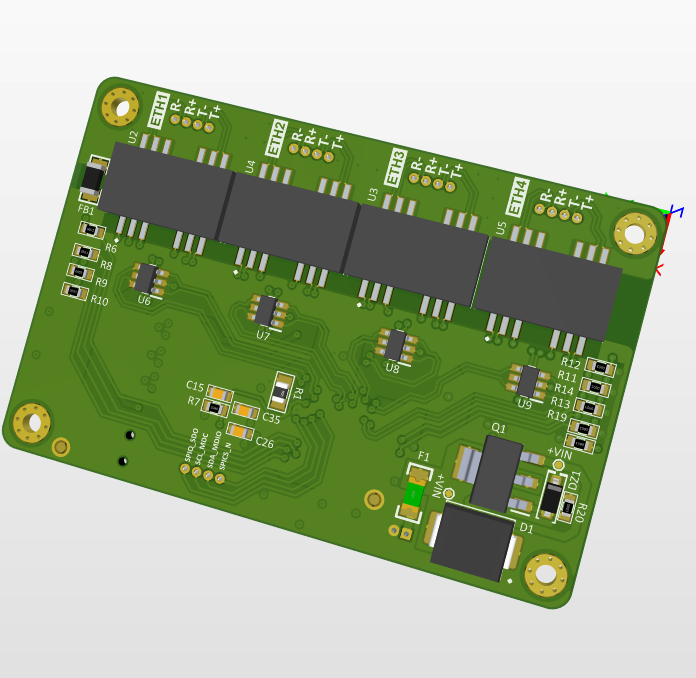 ETH1
R-
R+
T-
T+
ETH2
R-
R+
T-
T+
ETH3
R-
R+
T-
T+
ETH4
R-
R+
T-
T+
U2
U4
U3
U5
FB1
R6
R8
R9
R10
U6
U7
U8
U9
R12
R11
R14
R13
R19
C15
R7
R1
C35
C26
SPIQ_SDO
SCL_MDC
SDA_MDIO
SPICS_N
F1
+VIN
Q1
+VIN
DZ1
R20
D1